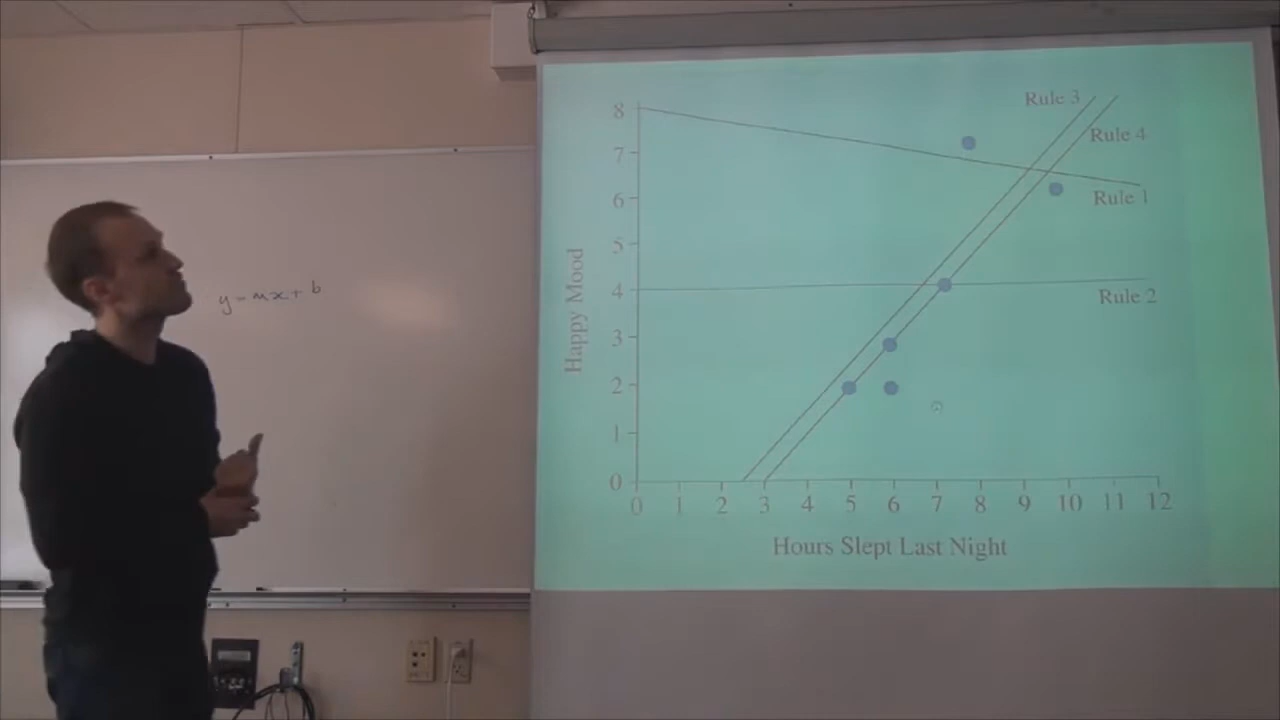 y = mx + b
8
7
6
5
4
3
2
1
0
Happy Mood
Rule 3
Rule 4
Rule 1
Rule 2
0 1 2 3 4 5 6 7 8 9 10 11 12
Hours Slept Last Night